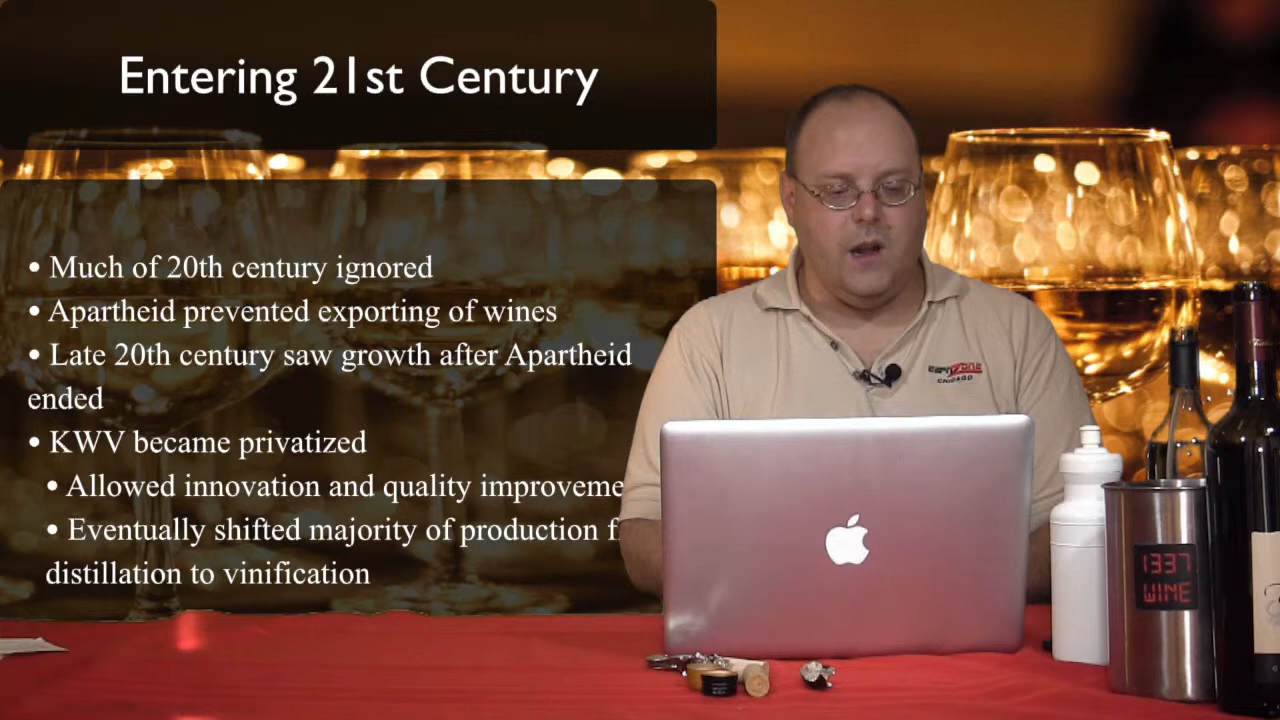 Entering 21st Century
• Much of 20th century ignored
• Apartheid prevented exporting of wines
• Late 20th century saw growth after Apartheid
ended
• KWV became privatized
• Allowed innovation and quality improveme
• Eventually shifted majority of production f
distillation to vinification
ZONE
CHICAGO
1337
WINE